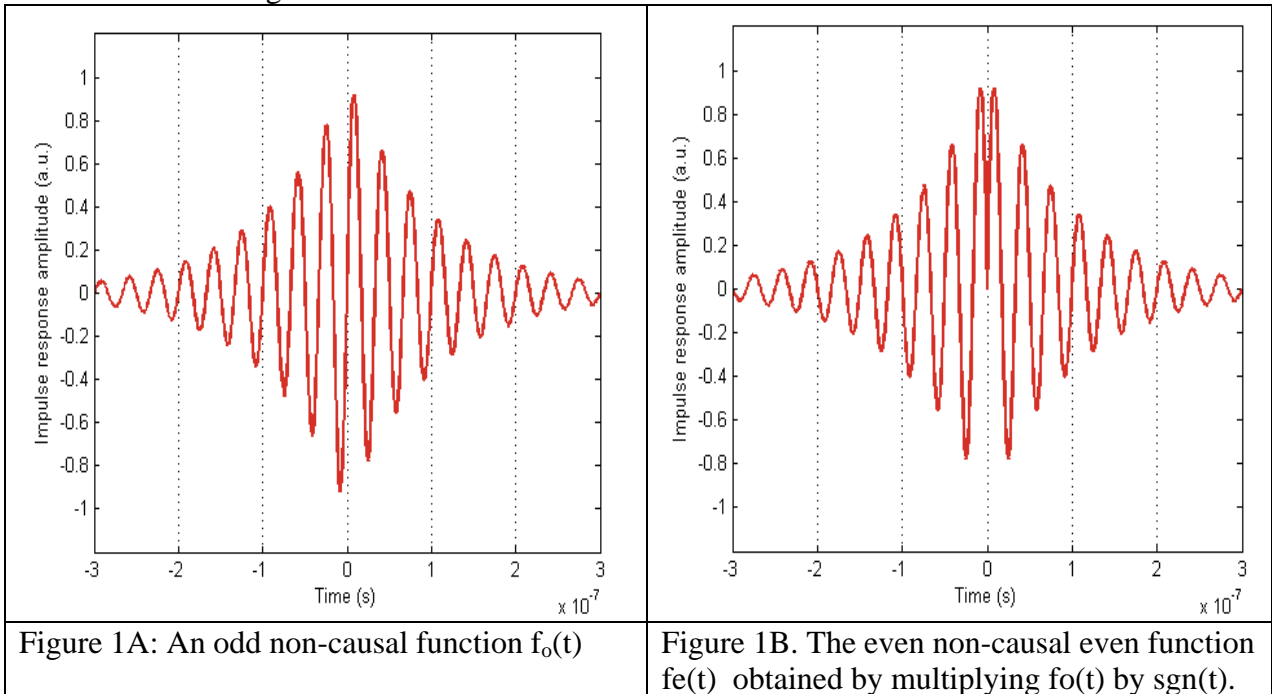 1
0.8
0.6
0.4
0.2
0
-0.2
-0.4
-0.6
-0.8
-1
Impulse response amplitude (a.u.)
-3 -2 -1 0 1 2 3
Time (s)
x 10⁻⁷
1
0.8
0.6
0.4
0.2
0
-0.2
-0.4
-0.6
-0.8
-1
Impulse response amplitude (a.u.)
-3 -2 -1 0 1 2 3
Time (s)
x 10⁻⁷
Figure 1A: An odd non-causal function fₒ(t)
Figure 1B. The even non-causal even function
fe(t) obtained by multiplying fo(t) by sgn(t).